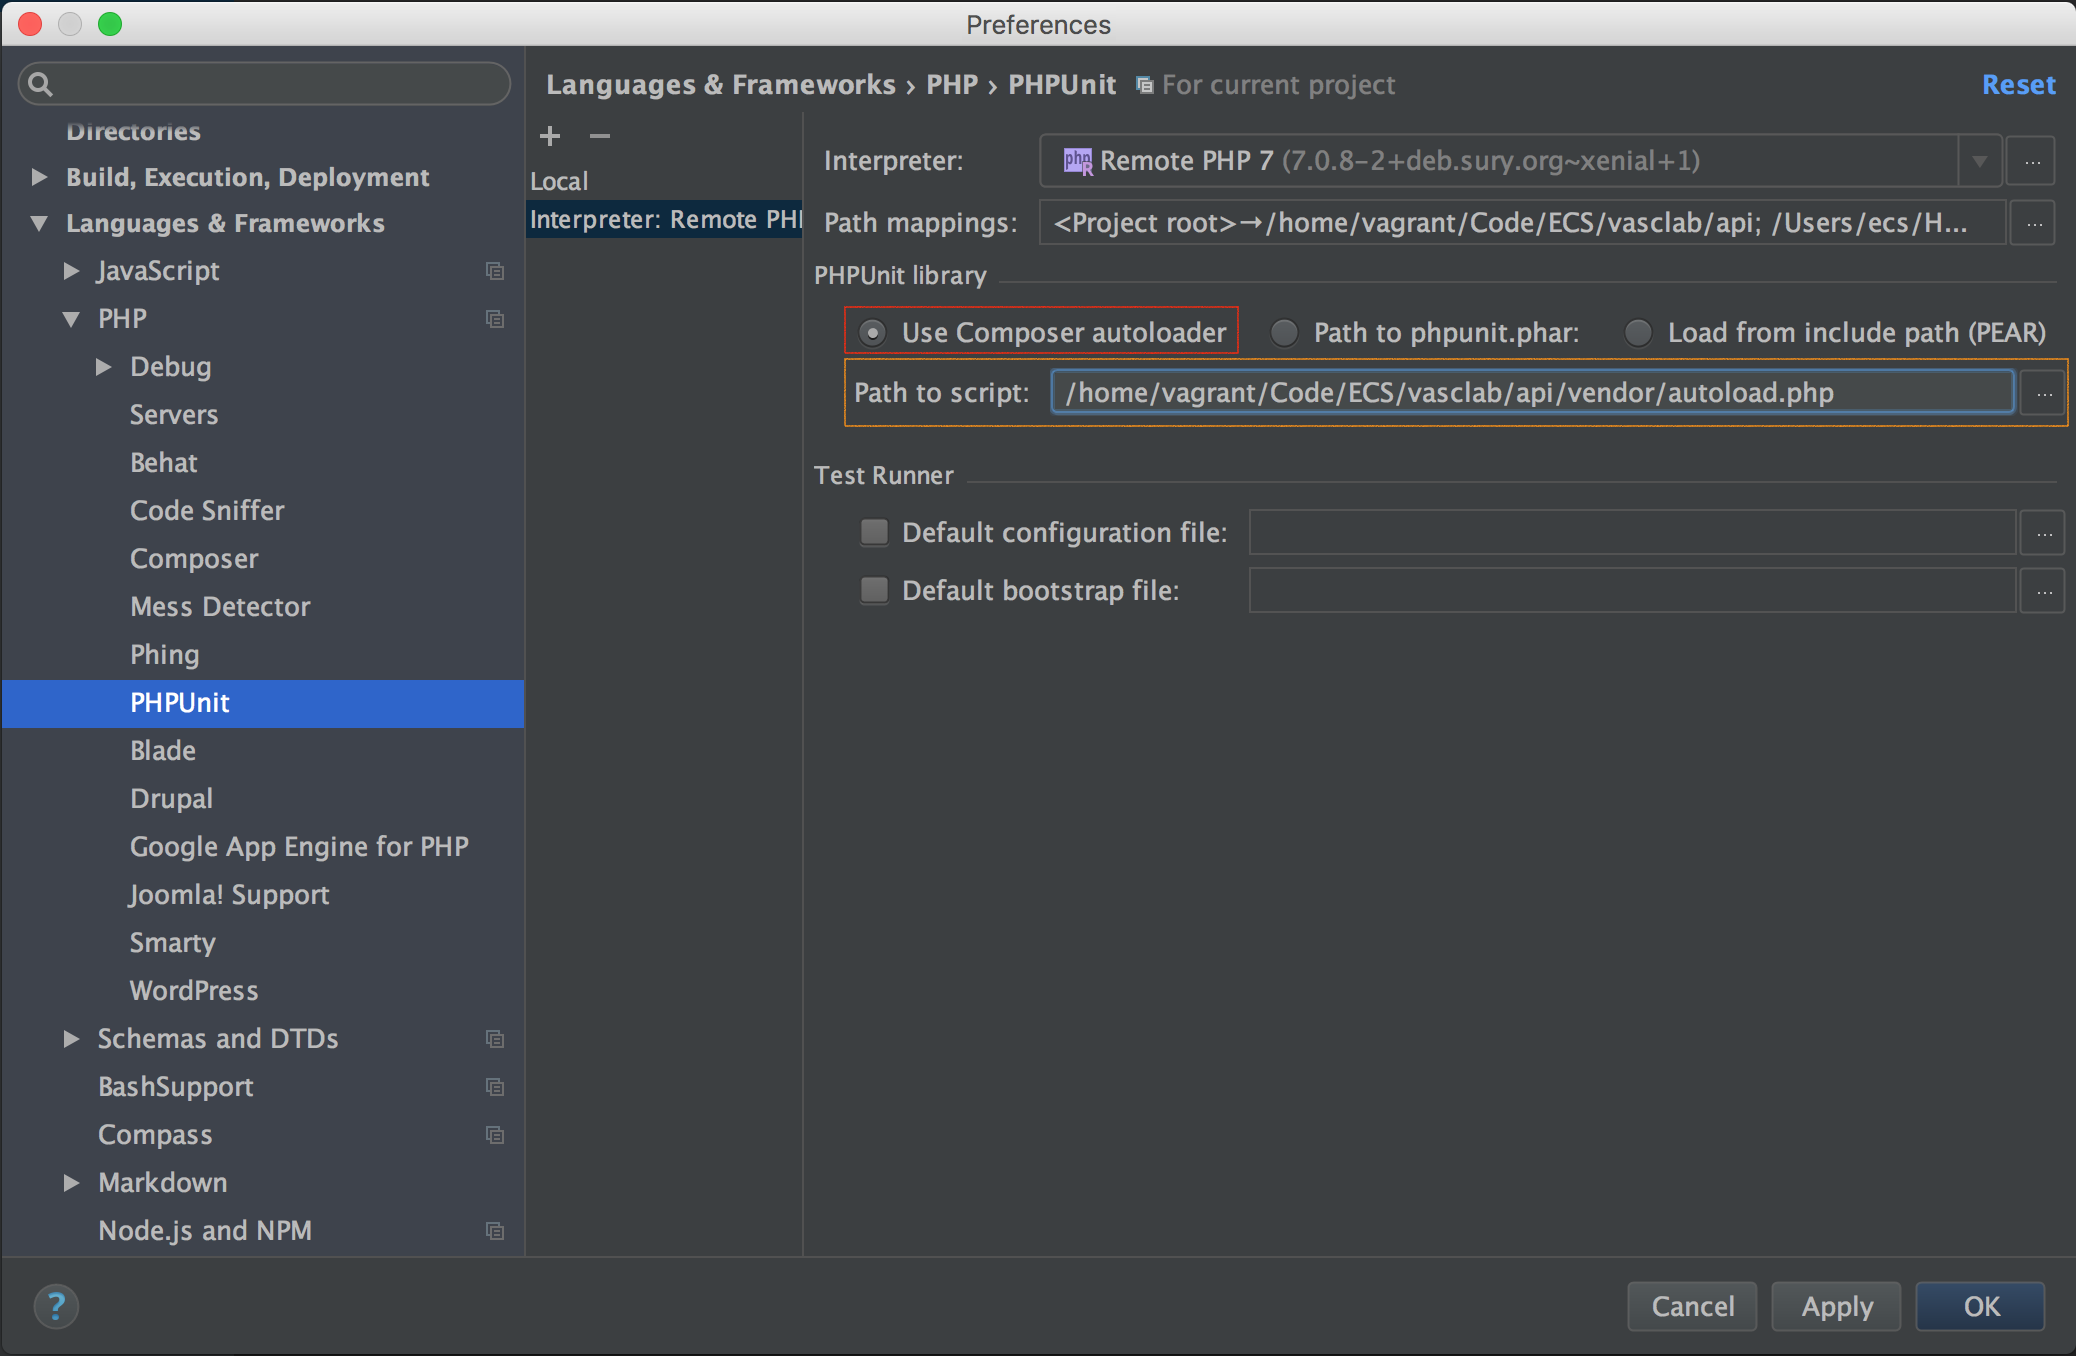 Preferences
Directories
Build, Execution, Deployment
Languages & Frameworks
JavaScript
PHP
Debug
Servers
Behat
Code Sniffer
Composer
Mess Detector
Phing
PHPUnit
Blade
Drupal
Google App Engine for PHP
Joomla! Support
Smarty
WordPress
Schemas and DTDs
BashSupport
Compass
Markdown
Node.js and NPM
Languages & Frameworks › PHP › PHPUnit For current project
Reset
+ −
Local
Interpreter: Remote PH
Interpreter: php R Remote PHP 7 (7.0.8-2+deb.sury.org~xenial+1) ...
Path mappings: <Project root>→/home/vagrant/Code/ECS/vasclab/api; /Users/ecs/H... ...
PHPUnit library
Use Composer autoloader Path to phpunit.phar: Load from include path (PEAR)
Path to script: /home/vagrant/Code/ECS/vasclab/api/vendor/autoload.php ...
Test Runner
Default configuration file: ...
Default bootstrap file: ...
? Cancel Apply OK